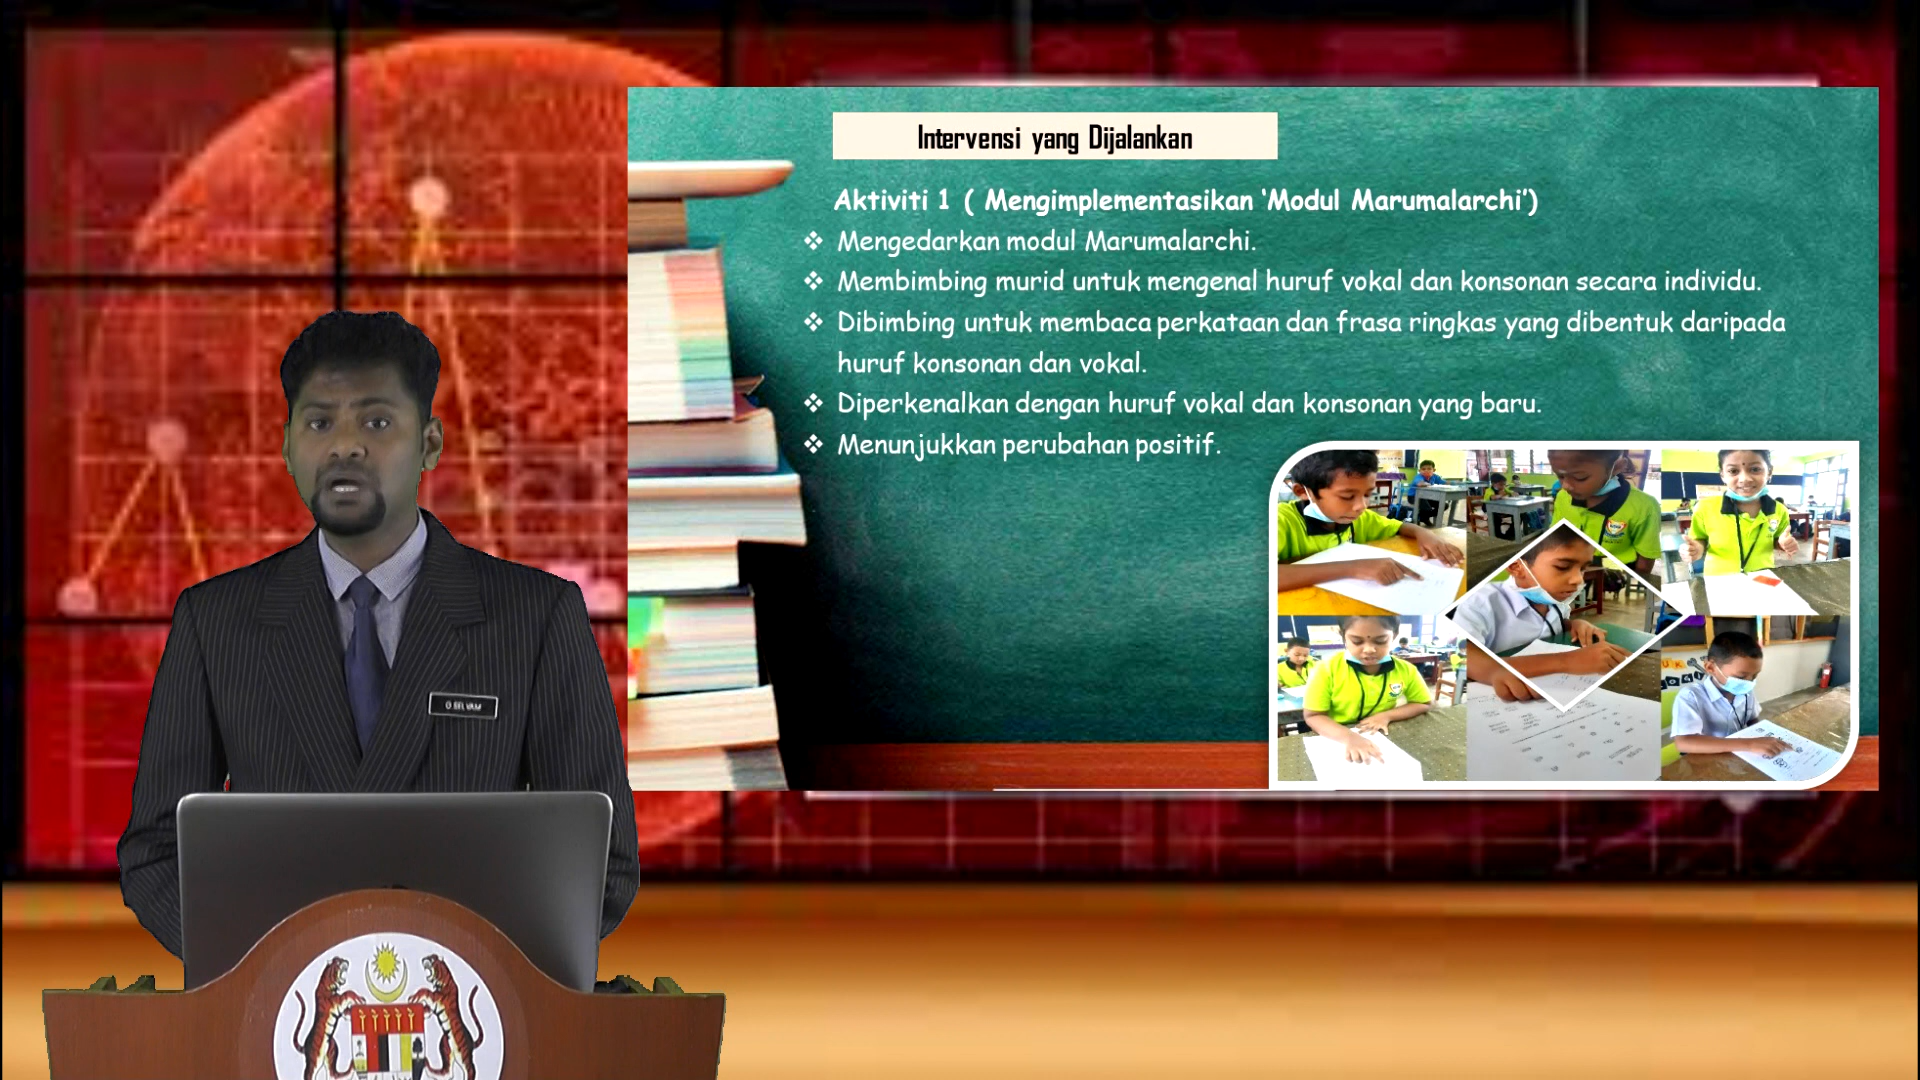 Intervensi yang Dijalankan
Aktiviti 1 ( Mengimplementasikan ‘Modul Marumalarchi’)
❖ Mengedarkan modul Marumalarchi.
❖ Membimbing murid untuk mengenal huruf vokal dan konsonan secara individu.
❖ Dibimbing untuk membaca perkataan dan frasa ringkas yang dibentuk daripada
huruf konsonan dan vokal.
❖ Diperkenalkan dengan huruf vokal dan konsonan yang baru.
❖ Menunjukkan perubahan positif.
G SELVAM